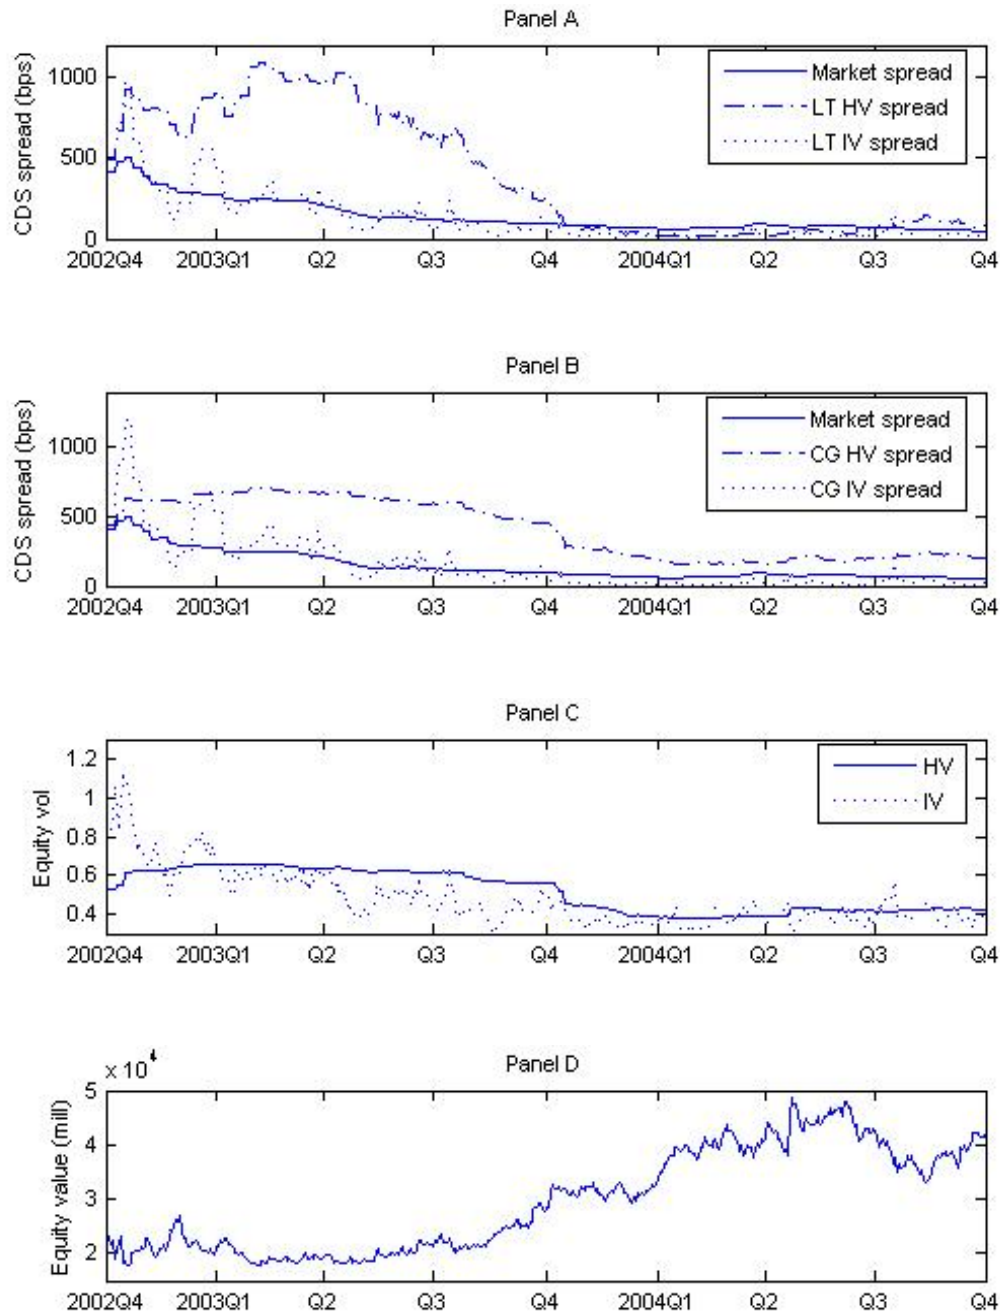 Panel A
CDS spread (bps)
1000
500
0
Market spread
LT HV spread
LT IV spread
2002Q4 2003Q1 Q2 Q3 Q4 2004Q1 Q2 Q3 Q4
Panel B
CDS spread (bps)
1000
500
0
Market spread
CG HV spread
CG IV spread
2002Q4 2003Q1 Q2 Q3 Q4 2004Q1 Q2 Q3 Q4
Panel C
Equity vol
1.2
1
0.8
0.6
0.4
HV
IV
2002Q4 2003Q1 Q2 Q3 Q4 2004Q1 Q2 Q3 Q4
x 10^4
Panel D
Equity value (mill)
5
4
3
2
2002Q4 2003Q1 Q2 Q3 Q4 2004Q1 Q2 Q3 Q4